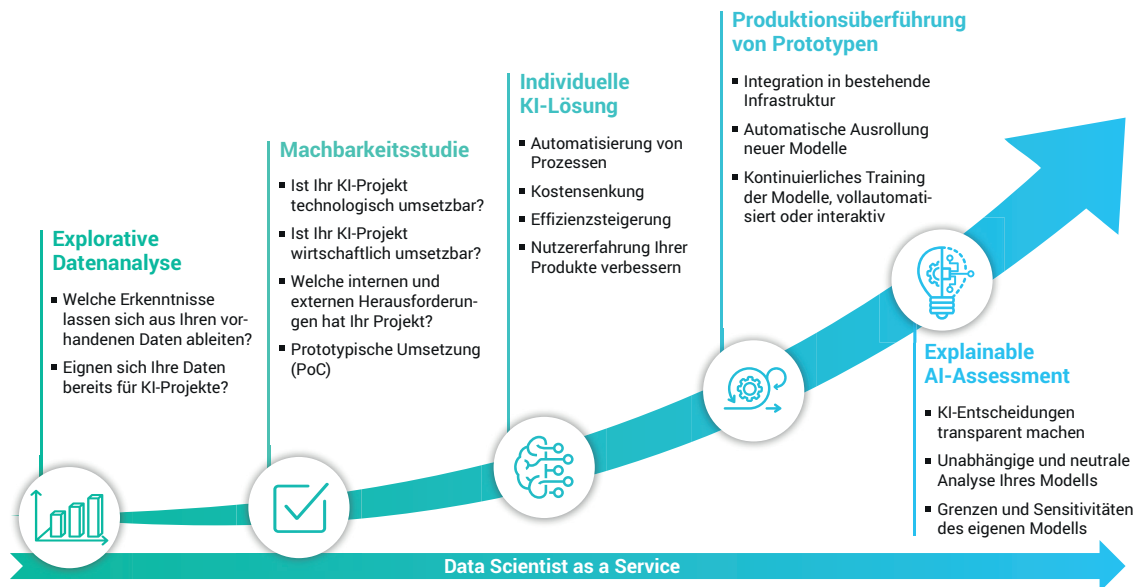 Explorative
Datenanalyse
▪ Welche Erkenntnisse
lassen sich aus Ihren vor-
handenen Daten ableiten?
▪ Eignen sich Ihre Daten
bereits für KI-Projekte?
Machbarkeitsstudie
▪ Ist Ihr KI-Projekt
technologisch umsetzbar?
▪ Ist Ihr KI-Projekt
wirtschaftlich umsetzbar?
▪ Welche internen und
externen Herausforderun-
gen hat Ihr Projekt?
▪ Prototypische Umsetzung
(PoC)
Individuelle
KI-Lösung
▪ Automatisierung von
Prozessen
▪ Kostensenkung
▪ Effizienzsteigerung
▪ Nutzererfahrung Ihrer
Produkte verbessern
Produktionsüberführung
von Prototypen
▪ Integration in bestehende
Infrastruktur
▪ Automatische Ausrollung
neuer Modelle
▪ Kontinuierliches Training
der Modelle, vollautomati-
siert oder interaktiv
Explainable
AI-Assessment
▪ KI-Entscheidungen
transparent machen
▪ Unabhängige und neutrale
Analyse Ihres Modells
▪ Grenzen und Sensitivitäten
des eigenen Modells
Data Scientist as a Service